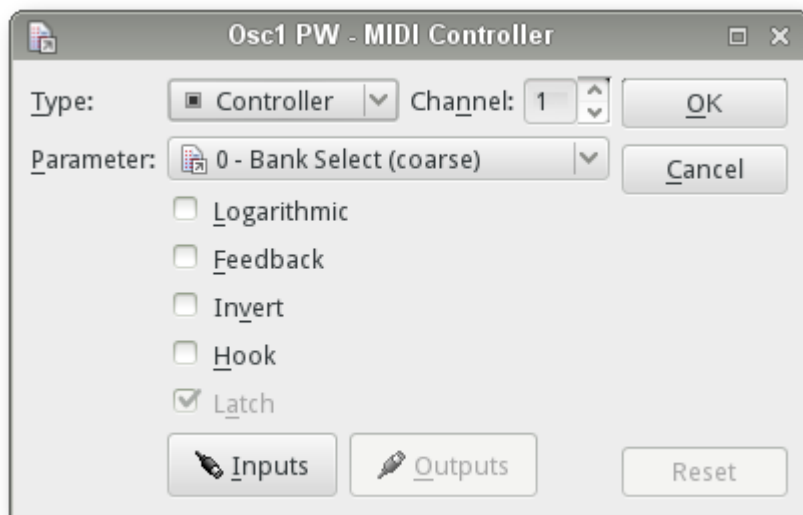 Osc1 PW - MIDI Controller
Type: Controller Channel: 1 OK
Parameter: 0 - Bank Select (coarse) Cancel
Logarithmic
Feedback
Invert
Hook
Latch
Inputs Outputs Reset